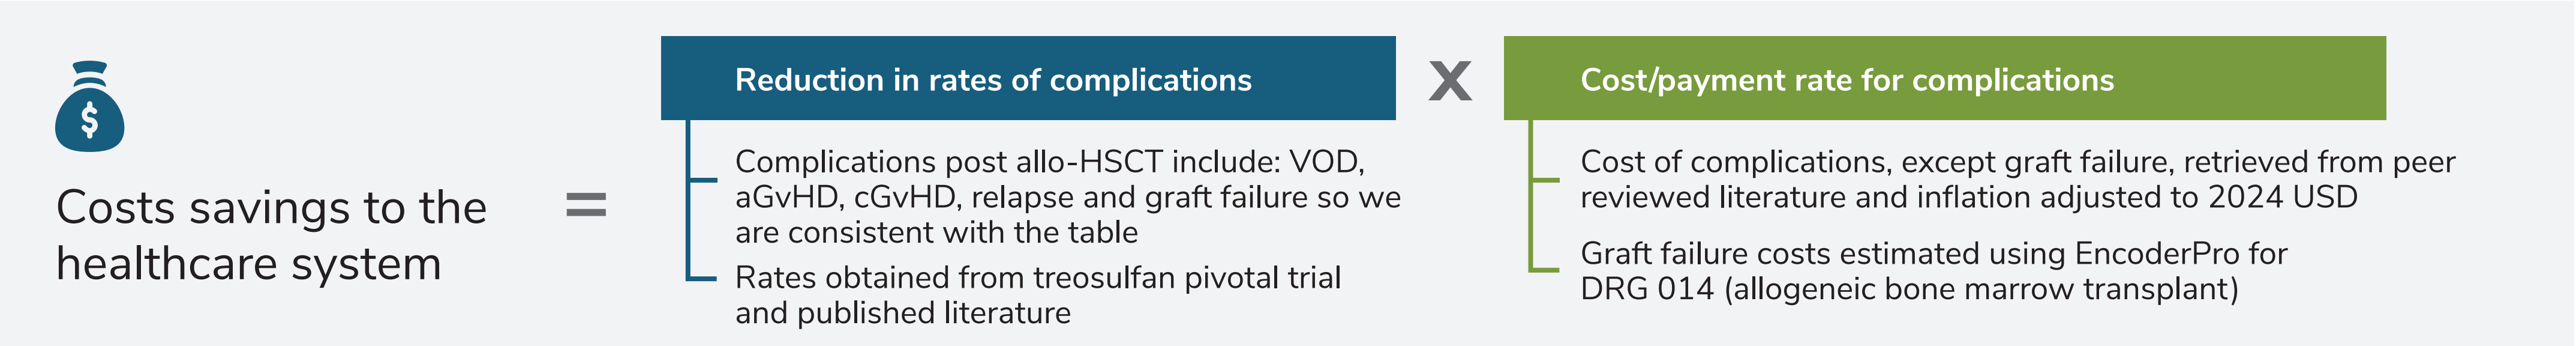 $
Costs savings to the
healthcare system
=
Reduction in rates of complications
Complications post allo-HSCT include: VOD,
aGvHD, cGvHD, relapse and graft failure so we
are consistent with the table
Rates obtained from treosulfan pivotal trial
and published literature
x
Cost/payment rate for complications
Cost of complications, except graft failure, retrieved from peer
reviewed literature and inflation adjusted to 2024 USD
Graft failure costs estimated using EncoderPro for
DRG 014 (allogeneic bone marrow transplant)